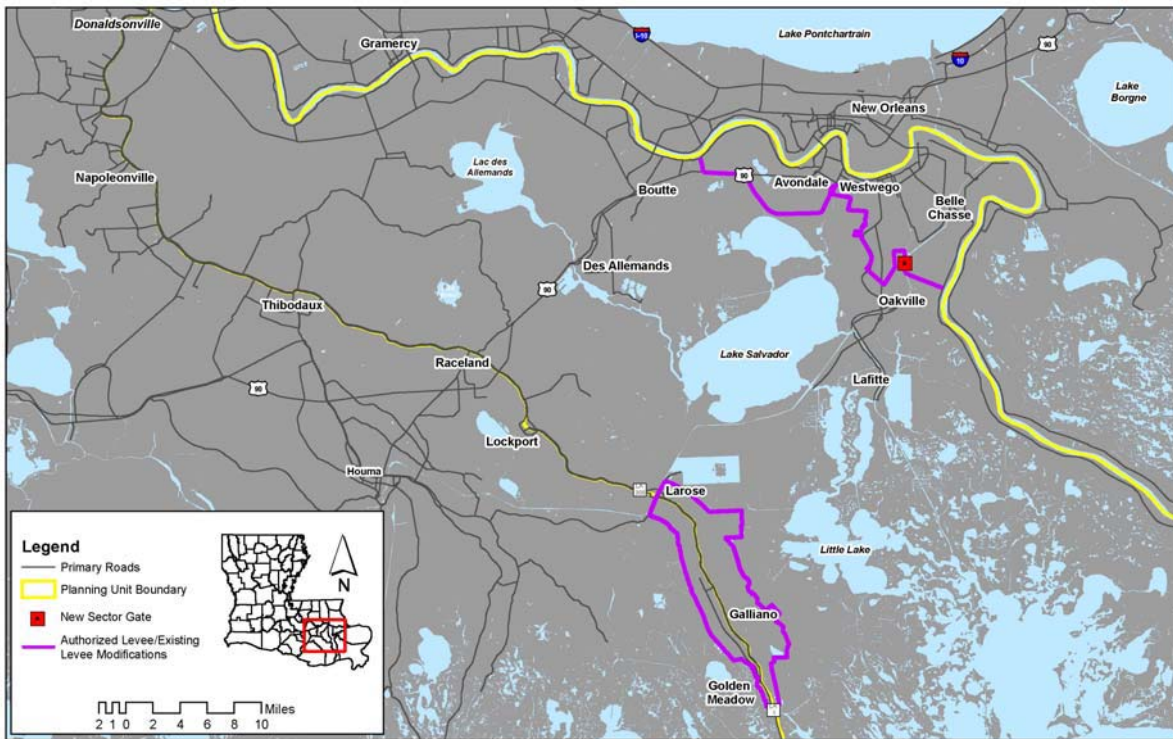 Donaldsonville
Gramercy
I-10
Lake Pontchartrain
10
90
Lake
Borgne
New Orleans
Napoleonville
Lac des
Allemands
Boutte
90
Avondale
Westwego
Belle
Chasse
Des Allemands
90
Oakville
Thibodaux
Lake Salvador
Raceland
Lafitte
90
Lockport
Houma
Larose
Little Lake
Galliano
Golden
Meadow
Legend
Primary Roads
Planning Unit Boundary
New Sector Gate
Authorized Levee/Existing
Levee Modifications
N
2 1 0 2 4 6 8 10 Miles